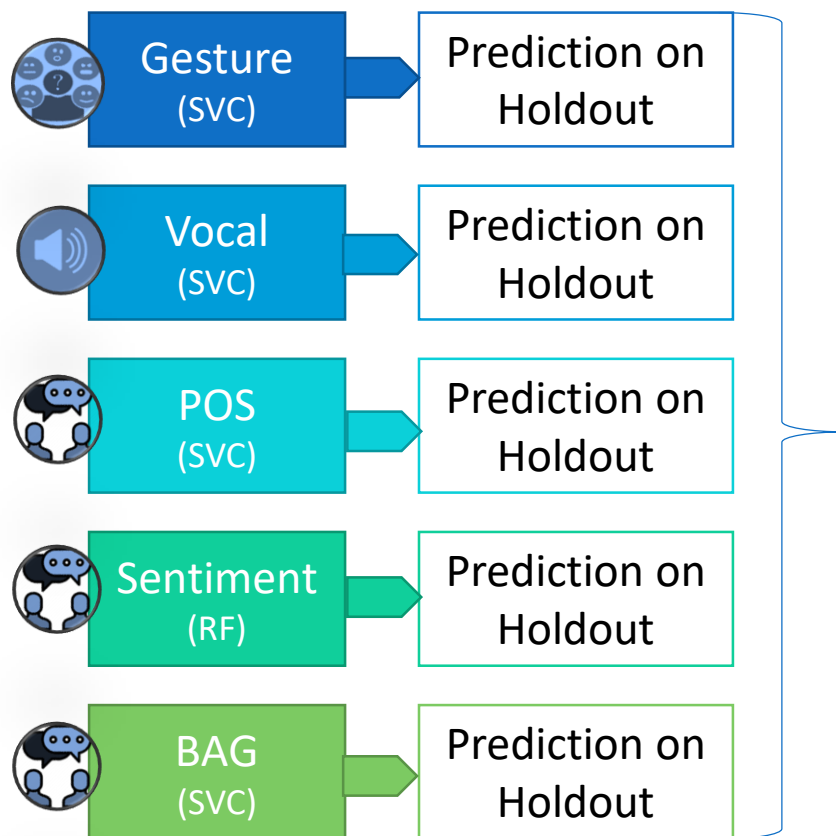 Gesture
(SVC)
Prediction on
Holdout
Vocal
(SVC)
Prediction on
Holdout
POS
(SVC)
Prediction on
Holdout
Sentiment
(RF)
Prediction on
Holdout
BAG
(SVC)
Prediction on
Holdout
?